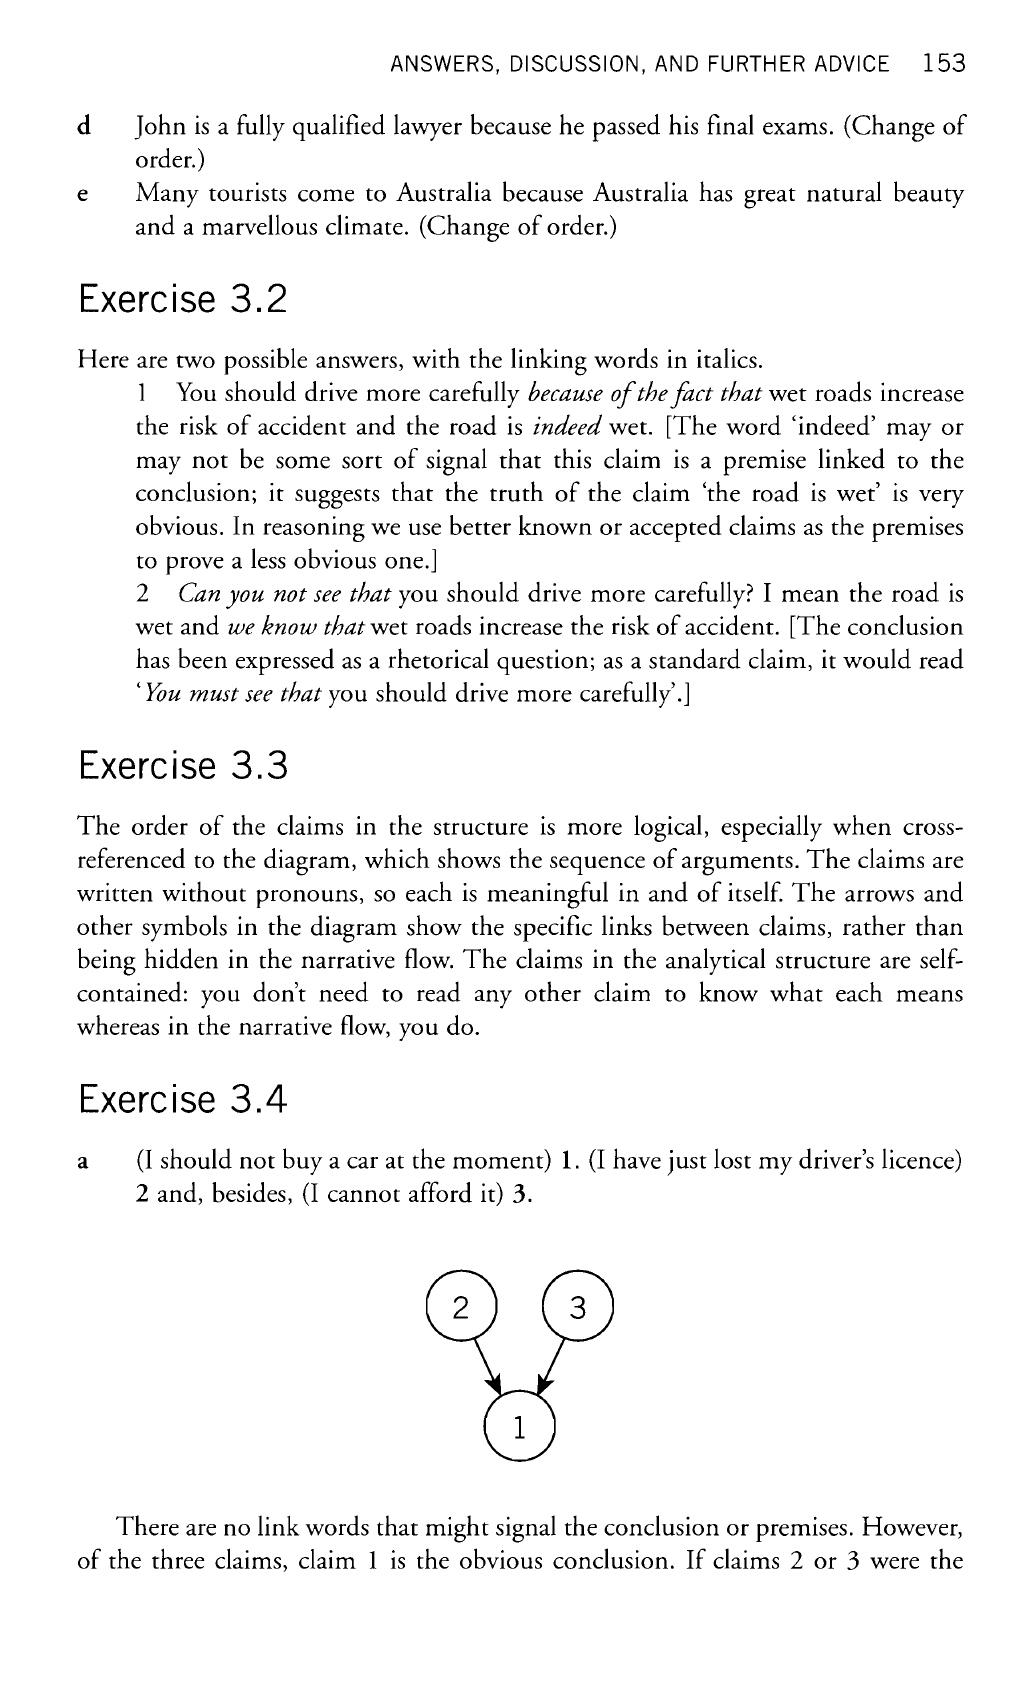 ANSWERS, DISCUSSION, AND FURTHER ADVICE 153
d John is a fully qualified lawyer because he passed his final exams. (Change of
order.)
e Many tourists come to Australia because Australia has great natural beauty
and a marvellous climate. (Change of order.)
Exercise 3.2
Here are two possible answers, with the linking words in italics.
1 You should drive more carefully because of the fact that wet roads increase
the risk of accident and the road is indeed wet. [The word ‘indeed’ may or
may not be some sort of signal that this claim is a premise linked to the
conclusion; it suggests that the truth of the claim ‘the road is wet’ is very
obvious. In reasoning we use better known or accepted claims as the premises
to prove a less obvious one.]
2 Can you not see that you should drive more carefully? I mean the road is
wet and we know that wet roads increase the risk of accident. [The conclusion
has been expressed as a rhetorical question; as a standard claim, it would read
‘You must see that you should drive more carefully’.]
Exercise 3.3
The order of the claims in the structure is more logical, especially when cross-
referenced to the diagram, which shows the sequence of arguments. The claims are
written without pronouns, so each is meaningful in and of itself. The arrows and
other symbols in the diagram show the specific links between claims, rather than
being hidden in the narrative flow. The claims in the analytical structure are self-
contained: you don’t need to read any other claim to know what each means
whereas in the narrative flow, you do.
Exercise 3.4
a (I should not buy a car at the moment) 1. (I have just lost my driver’s licence)
2 and, besides, (I cannot afford it) 3.
2 3
1
There are no link words that might signal the conclusion or premises. However,
of the three claims, claim 1 is the obvious conclusion. If claims 2 or 3 were the